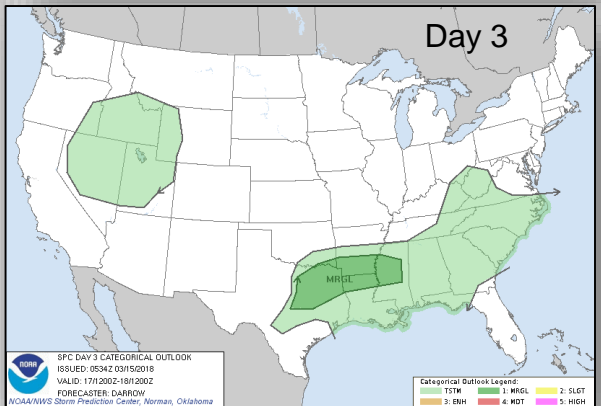 Day 3
MRGL
NOAA
SPC DAY 3 CATEGORICAL OUTLOOK
ISSUED: 0534Z 03/15/2018
VALID: 17/1200Z-18/1200Z
FORECASTER: DARROW
NOAA/NWS Storm Prediction Center, Norman, Oklahoma
Categorical Outlook Legend:
TSTM 1: MRGL 2: SLGT
3: ENH 4: MDT 5: HIGH